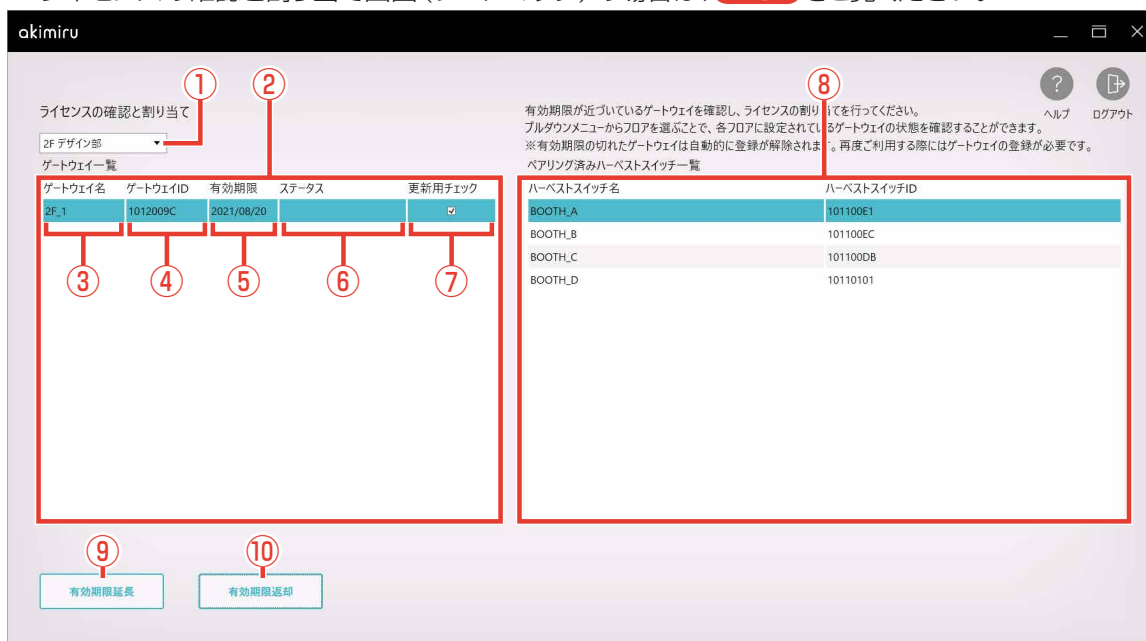 akimiru
① ② ⑧
ライセンスの確認と割り当て
2F デザイン部
ゲートウェイ一覧
有効期限が近づいているゲートウェイを確認し、ライセンスの割り当てを行ってください。
プルダウンメニューからフロアを選ぶことで、各フロアに設定されているゲートウェイの状態を確認することができます。
※有効期限の切れたゲートウェイは自動的に登録が解除されます。再度ご利用する際にはゲートウェイの登録が必要です。
ペアリング済みハーベストスイッチ一覧
?
ヘルプ ログアウト
ゲートウェイ名 ゲートウェイID 有効期限 ステータス 更新用チェック
2F_1 1012009C 2021/08/20
③ ④ ⑤ ⑥ ⑦
ハーベストスイッチ名 ハーベストスイッチID
BOOTH_A 101100E1
BOOTH_B 101100EC
BOOTH_C 101100DB
BOOTH_D 10110101
⑨ ⑩
有効期限延長 有効期限返却